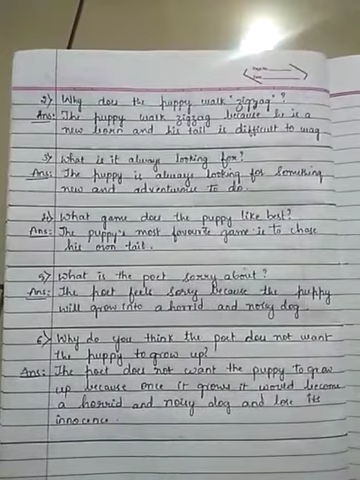 Page No.
Date
2) Why does the puppy walk "zigzag"?
Ans: The puppy walk zigzag because he is a
new born and his tail is difficult to wag
3) What is it always looking for?
Ans: The puppy is always looking for something
new and adventurous to do.
4) What game does the puppy like best?
Ans: The puppy's most favourite game is to chase
his own tail.
5) What is the poet sorry about?
Ans: The poet feels sorry because the puppy
will grow into a horrid and noisy dog.
6) Why do you think the poet does not want
the puppy to grow up?
Ans: The poet does not want the puppy to grow
up because once it grows it would become
a horrid and noisy dog and lose its
innocence.